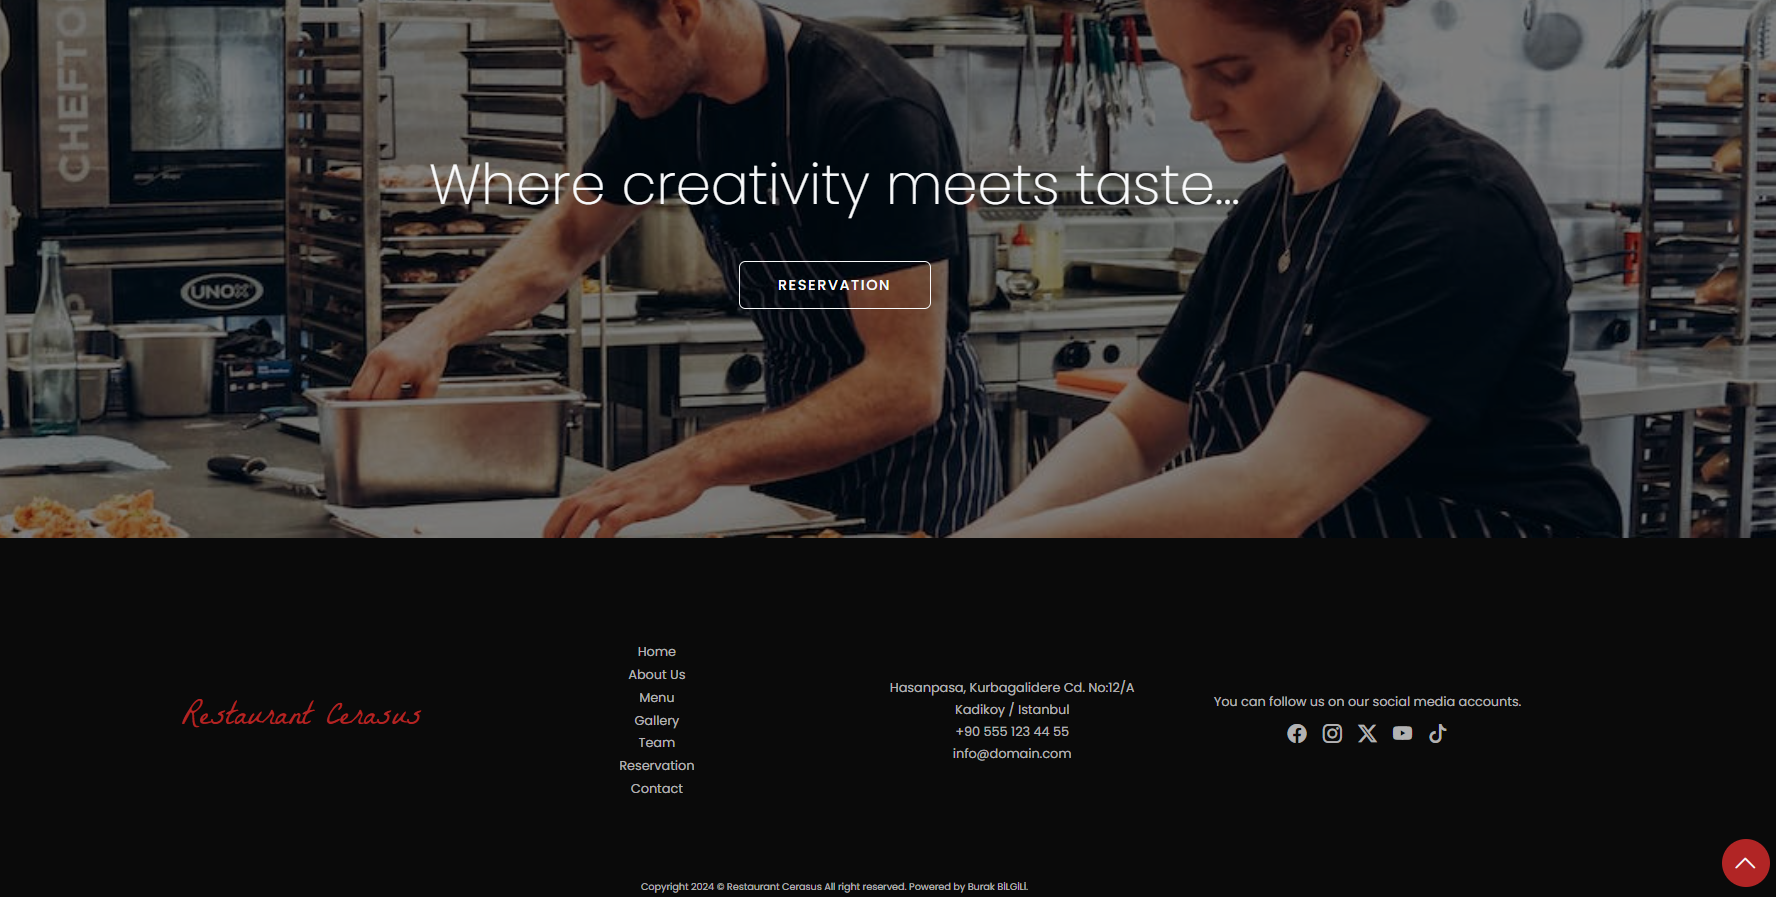 CHEFTO
Where creativity meets taste...
RESERVATION
UNOX
Restaurant Cerasus
Home
About Us
Menu
Gallery
Team
Reservation
Contact
Hasanpasa, Kurbagalidere Cd. No:12/A
Kadikoy / Istanbul
+90 555 123 44 55
info@domain.com
You can follow us on our social media accounts.
Copyright 2024 © Restaurant Cerasus All right reserved. Powered by Burak BİLGİLİ.